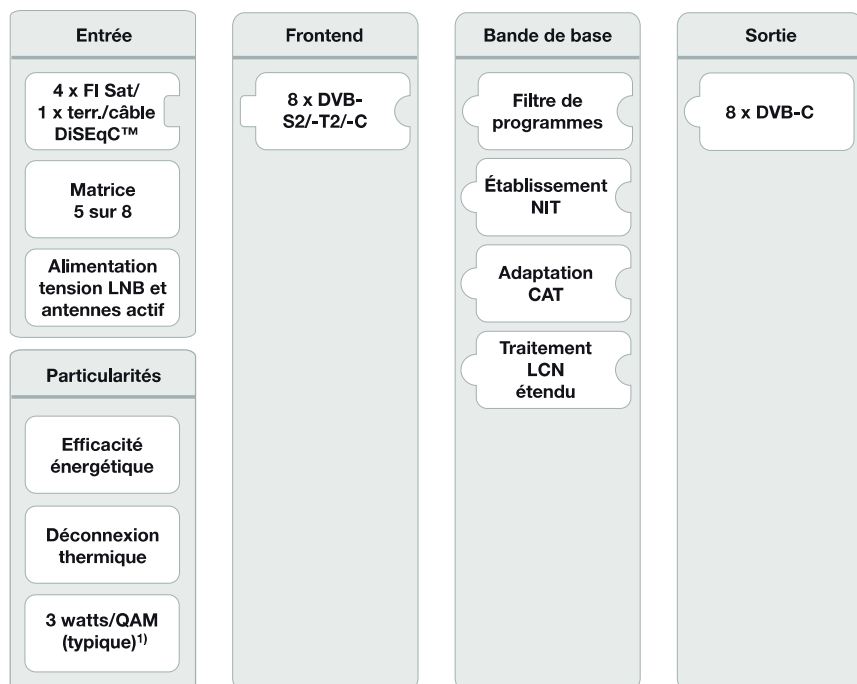 Entrée
4 x FI Sat/
1 x terr./câble
DiSEqC™
Matrice
5 sur 8
Alimentation
tension LNB et
antennes actif
Particularités
Efficacité
énergétique
Déconnexion
thermique
3 watts/QAM
(typique)1)
Frontend
8 x DVB-
S2/-T2/-C
Bande de base
Filtre de
programmes
Établissement
NIT
Adaptation
CAT
Traitement
LCN
étendu
Sortie
8 x DVB-C